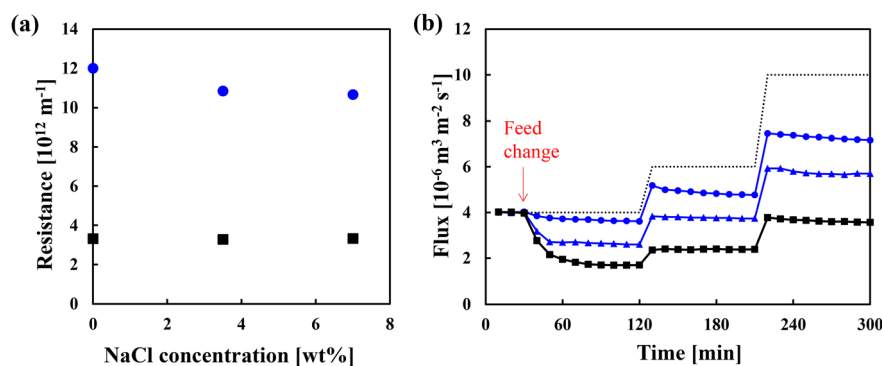 (a)
14
12
10
8
6
4
2
0
0 2 4 6 8
Resistance [10¹² m⁻¹]
NaCl concentration [wt%]
(b)
12
10
8
6
4
2
0
0 60 120 180 240 300
Flux [10⁻⁶ m³ m⁻² s⁻¹]
Time [min]
Feed
change